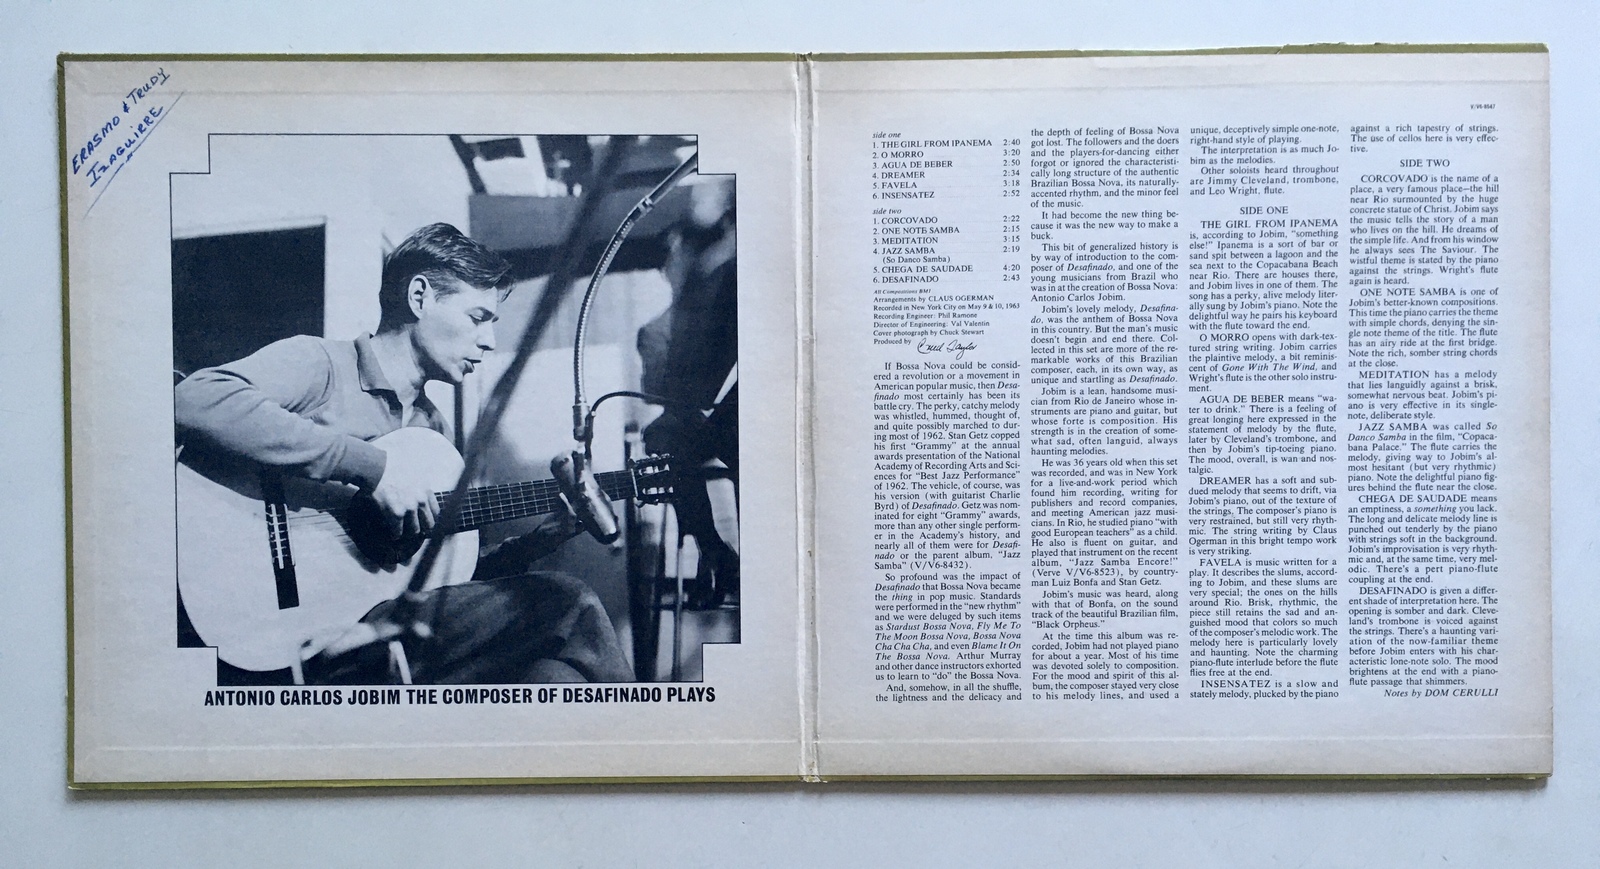 ERASMO & TRUDY
IZAGUIRRE
ANTONIO CARLOS JOBIM THE COMPOSER OF DESAFINADO PLAYS
V/V6-8547
side one
1. THE GIRL FROM IPANEMA 2:40
2. O MORRO 3:20
3. AGUA DE BEBER 2:50
4. DREAMER 2:34
5. FAVELA 3:18
6. INSENSATEZ 2:52
side two
1. CORCOVADO 2:22
2. ONE NOTE SAMBA 2:15
3. MEDITATION 3:15
4. JAZZ SAMBA 2:19
(So Danco Samba)
5. CHEGA DE SAUDADE 4:20
6. DESAFINADO 2:43
All Compositions BMI
Arrangements by CLAUS OGERMAN
Recorded in New York City on May 9 & 10, 1963
Recording Engineer: Phil Ramone
Director of Engineering: Val Valentin
Cover photograph by Chuck Stewart
Produced by Creed Taylor
If Bossa Nova could be consid-
ered a revolution or a movement in
American popular music, then Desa-
finado most certainly has been its
battle cry. The perky, catchy melody
was whistled, hummed, thought of,
and quite possibly marched to dur-
ing most of 1962. Stan Getz copped
his first "Grammy" at the annual
awards presentation of the National
Academy of Recording Arts and Sci-
ences for "Best Jazz Performance"
of 1962. The vehicle, of course, was
his version (with guitarist Charlie
Byrd) of Desafinado. Getz was nom-
inated for eight "Grammy" awards,
more than any other single perform-
er in the Academy's history, and
nearly all of them were for Desafi-
nado or the parent album, "Jazz
Samba" (V/V6-8432).
So profound was the impact of
Desafinado that Bossa Nova became
the thing in pop music. Standards
were performed in the "new rhythm"
and we were deluged by such items
as Stardust Bossa Nova, Fly Me To
The Moon Bossa Nova, Bossa Nova
Cha Cha Cha, and even Blame It On
The Bossa Nova. Arthur Murray
and other dance instructors exhorted
us to learn to "do" the Bossa Nova.
And, somehow, in all the shuffle,
the lightness and the delicacy and
the depth of feeling of Bossa Nova
got lost. The followers and the doers
and the players-for-dancing either
forgot or ignored the characteristi-
cally long structure of the authentic
Brazilian Bossa Nova, its naturally-
accented rhythm, and the minor feel
of the music.
It had become the new thing be-
cause it was the new way to make a
buck.
This bit of generalized history is
by way of introduction to the com-
poser of Desafinado, and one of the
young musicians from Brazil who
was in at the creation of Bossa Nova:
Antonio Carlos Jobim.
Jobim's lovely melody, Desafina-
do, was the anthem of Bossa Nova
in this country. But the man's music
doesn't begin and end there. Col-
lected in this set are more of the re-
markable works of this Brazilian
composer, each, in its own way, as
unique and startling as Desafinado.
Jobim is a lean, handsome musi-
cian from Rio de Janeiro whose in-
struments are piano and guitar, but
whose forte is composition. His
strength is in the creation of some-
what sad, often languid, always
haunting melodies.
He was 36 years old when this set
was recorded, and was in New York
for a live-and-work period which
found him recording, writing for
publishers and record companies,
and meeting American jazz musi-
cians. In Rio, he studied piano "with
good European teachers" as a child.
He also is fluent on guitar, and
played that instrument on the recent
album, "Jazz Samba Encore!"
(Verve V/V6-8523), by country-
man Luiz Bonfa and Stan Getz.
Jobim's music was heard, along
with that of Bonfa, on the sound
track of the beautiful Brazilian film,
"Black Orpheus."
At the time this album was re-
corded, Jobim had not played piano
for about a year. Most of his time
was devoted solely to composition.
For the mood and spirit of this al-
bum, the composer stayed very close
to his melody lines, and used a
unique, deceptively simple one-note,
right-hand style of playing.
The interpretation is as much Jo-
bim as the melodies.
Other soloists heard throughout
are Jimmy Cleveland, trombone,
and Leo Wright, flute.
SIDE ONE
THE GIRL FROM IPANEMA
is, according to Jobim, "something
else!" Ipanema is a sort of bar or
sand spit between a lagoon and the
sea next to the Copacabana Beach
near Rio. There are houses there,
and Jobim lives in one of them. The
song has a perky, alive melody liter-
ally sung by Jobim's piano. Note the
delightful way he pairs his keyboard
with the flute toward the end.
O MORRO opens with dark-tex-
tured string writing. Jobim carries
the plaintive melody, a bit reminis-
cent of Gone With The Wind, and
Wright's flute is the other solo instru-
ment.
AGUA DE BEBER means "wa-
ter to drink." There is a feeling of
great longing here expressed in the
statement of melody by the flute,
later by Cleveland's trombone, and
then by Jobim's tip-toeing piano.
The mood, overall, is wan and nos-
talgic.
DREAMER has a soft and sub-
dued melody that seems to drift, via
Jobim's piano, out of the texture of
the strings. The composer's piano is
very restrained, but still very rhyth-
mic. The string writing by Claus
Ogerman in this bright tempo work
is very striking.
FAVELA is music written for a
play. It describes the slums, accord-
ing to Jobim, and these slums are
very special; the ones on the hills
around Rio. Brisk, rhythmic, the
piece still retains the sad and an-
guished mood that colors so much
of the composer's melodic work. The
melody here is particularly lovely
and haunting. Note the charming
piano-flute interlude before the flute
flies free at the end.
INSENSATEZ is a slow and
stately melody, plucked by the piano
against a rich tapestry of strings.
The use of cellos here is very effec-
tive.
SIDE TWO
CORCOVADO is the name of a
place, a very famous place—the hill
near Rio surmounted by the huge
concrete statue of Christ. Jobim says
the music tells the story of a man
who lives on the hill. He dreams of
the simple life. And from his window
he always sees The Saviour. The
wistful theme is stated by the piano
against the strings. Wright's flute
again is heard.
ONE NOTE SAMBA is one of
Jobim's better-known compositions.
This time the piano carries the theme
with simple chords, denying the sin-
gle note theme of the title. The flute
has an airy ride at the first bridge.
Note the rich, somber string chords
at the close.
MEDITATION has a melody
that lies languidly against a brisk,
somewhat nervous beat. Jobim's pi-
ano is very effective in its single-
note, deliberate style.
JAZZ SAMBA was called So
Danco Samba in the film, "Copaca-
bana Palace." The flute carries the
melody, giving way to Jobim's al-
most hesitant (but very rhythmic)
piano. Note the delightful piano fig-
ures behind the flute near the close.
CHEGA DE SAUDADE means
an emptiness, a something you lack.
The long and delicate melody line is
punched out tenderly by the piano
with strings soft in the background.
Jobim's improvisation is very rhyth-
mic and, at the same time, very mel-
odic. There's a pert piano-flute
coupling at the end.
DESAFINADO is given a differ-
ent shade of interpretation here. The
opening is somber and dark. Cleve-
land's trombone is voiced against
the strings. There's a haunting vari-
ation of the now-familiar theme
before Jobim enters with his char-
acteristic lone-note solo. The mood
brightens at the end with a piano-
flute passage that shimmers.
Notes by DOM CERULLI